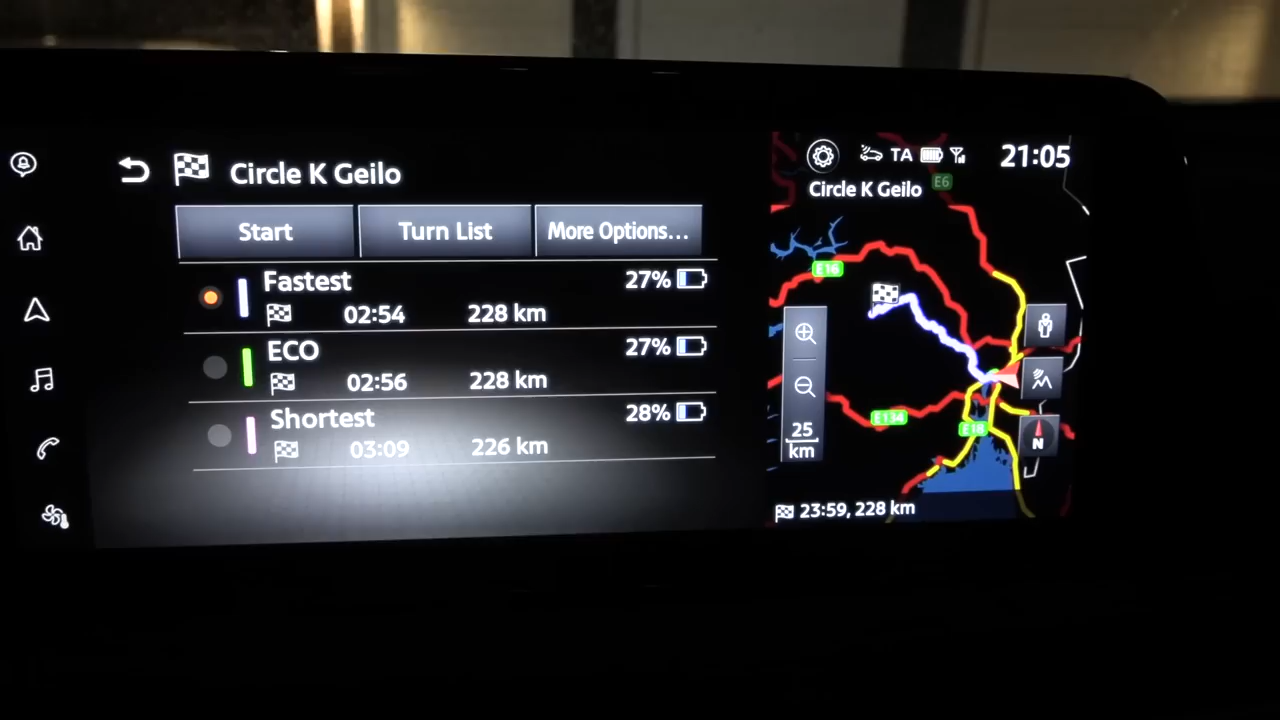 Circle K Geilo
Start
Turn List
More Options...
Fastest
27%
02:54
228 km
ECO
27%
02:56
228 km
Shortest
28%
03:09
226 km
TA
21:05
Circle K Geilo
E6
E16
E134
E18
25
km
N
23:59, 228 km